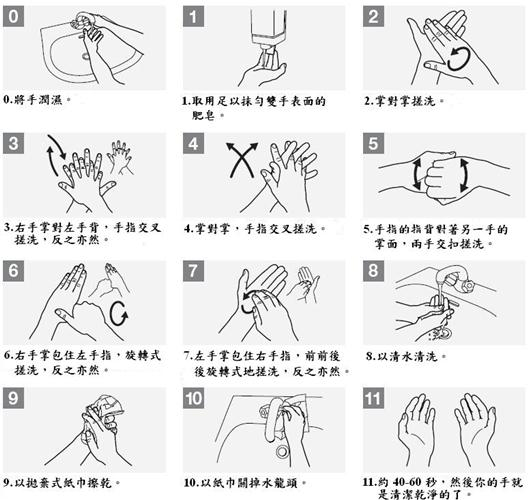 0
0.將手潤濕。
1
1.取用足以抹勻雙手表面的
肥皂。
2
2.掌對掌搓洗。
3
3.右手掌對左手背，手指交叉
搓洗，反之亦然。
4
4.掌對掌，手指交叉搓洗。
5
5.手指的指背對著另一手的
掌面，兩手交扣搓洗。
6
6.右手掌包住左手指，旋轉式
搓洗，反之亦然。
7
7.左手掌包住右手指，前前後
後旋轉式地搓洗，反之亦然。
8
8.以清水清洗。
9
9.以拋棄式紙巾擦乾。
10
10.以紙巾關掉水龍頭。
11
11.約 40-60 秒，然後你的手就
是清潔乾淨的了。